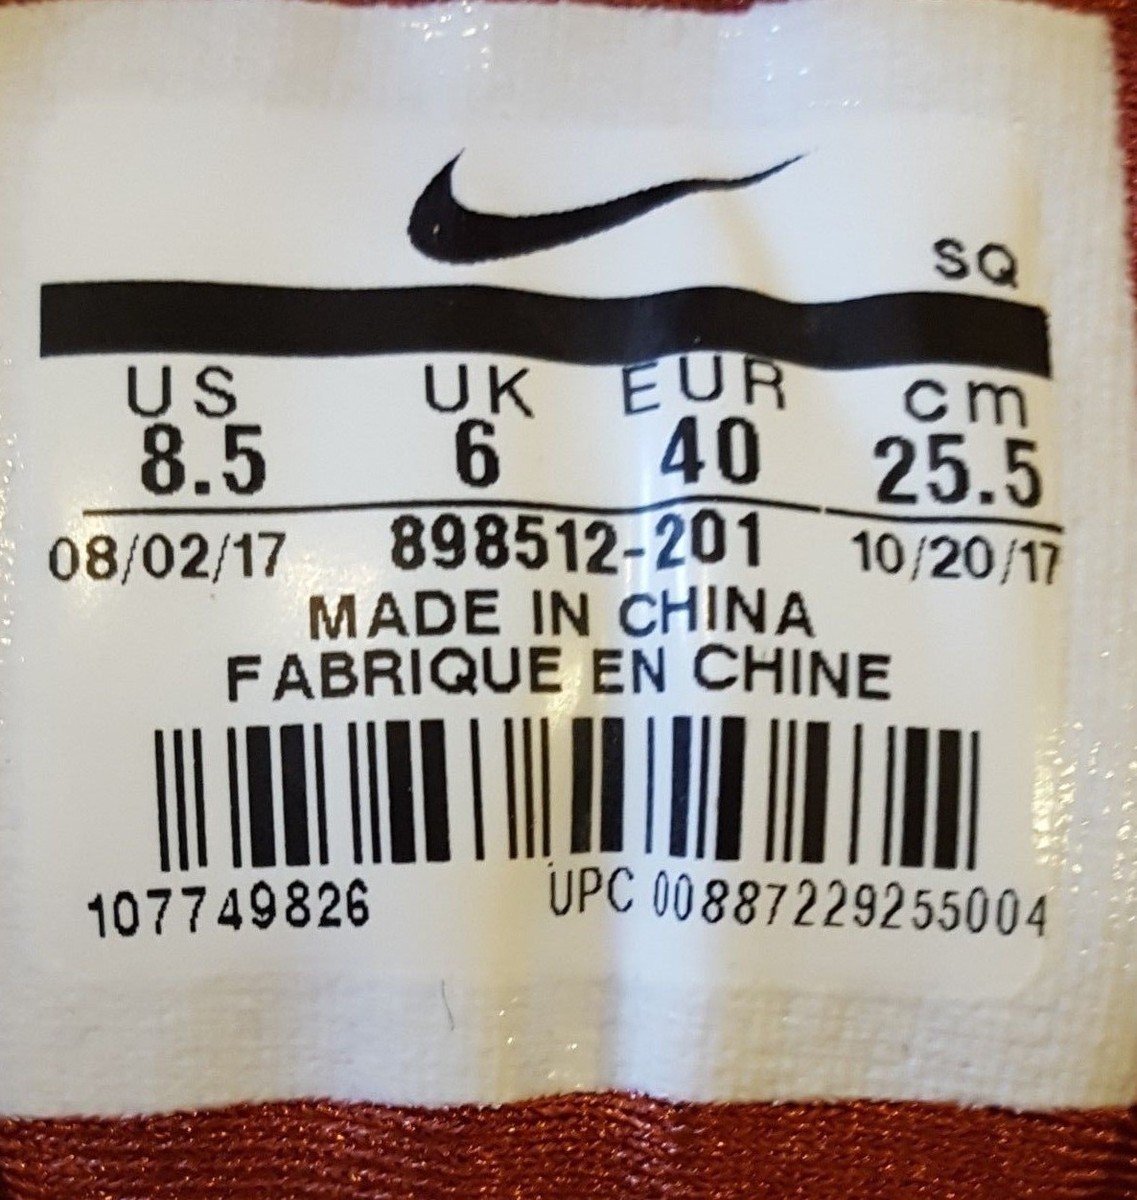 SQ
US UK EUR cm
8.5 6 40 25.5
08/02/17 898512-201 10/20/17
MADE IN CHINA
FABRIQUE EN CHINE
107749826 UPC 00887229255004